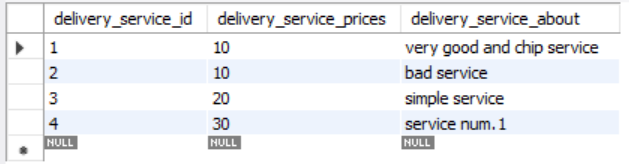 delivery_service_id delivery_service_prices delivery_service_about
1 10 very good and chip service
2 10 bad service
3 20 simple service
4 30 service num.1
NULL NULL NULL